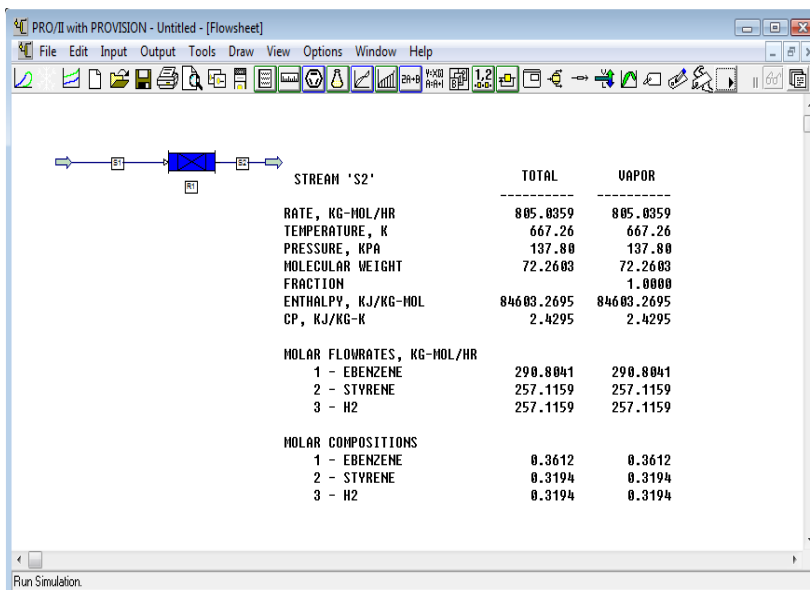 PRO/II with PROVISION - Untitled - [Flowsheet]
File Edit Input Output Tools Draw View Options Window Help
S1
S2
R1
STREAM 'S2' TOTAL VAPOR
---------- ----------
RATE, KG-MOL/HR 805.0359 805.0359
TEMPERATURE, K 667.26 667.26
PRESSURE, KPA 137.80 137.80
MOLECULAR WEIGHT 72.2603 72.2603
FRACTION 1.0000
ENTHALPY, KJ/KG-MOL 84603.2695 84603.2695
CP, KJ/KG-K 2.4295 2.4295
MOLAR FLOWRATES, KG-MOL/HR
1 - EBENZENE 290.8041 290.8041
2 - STYRENE 257.1159 257.1159
3 - H2 257.1159 257.1159
MOLAR COMPOSITIONS
1 - EBENZENE 0.3612 0.3612
2 - STYRENE 0.3194 0.3194
3 - H2 0.3194 0.3194
Run Simulation.